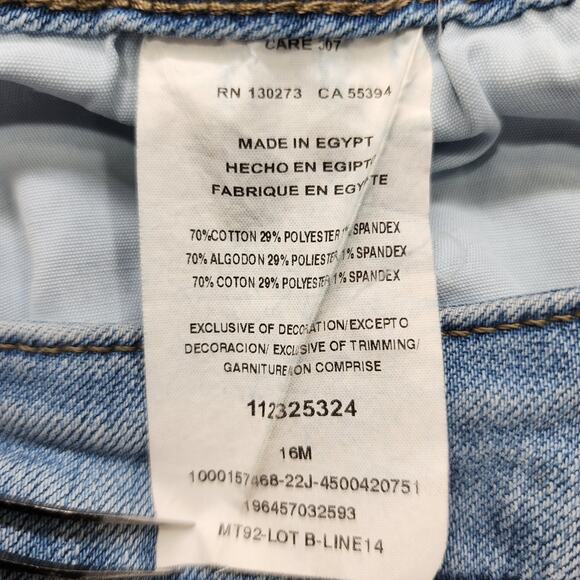 CARE 307
RN 130273 CA 55394
MADE IN EGYPT
HECHO EN EGIPTO
FABRIQUE EN EGYPTE
70%COTTON 29% POLYESTER 1% SPANDEX
70% ALGODON 29% POLIESTER 1% SPANDEX
70% COTON 29% POLYESTER 1% SPANDEX
EXCLUSIVE OF DECORATION/EXCEPTO
DECORACION/ EXCLUSIVE OF TRIMMING/
GARNITURE NON COMPRISE
112325324
16M
1000157468-22J-4500420751
196457032593
MT92-LOT B-LINE14